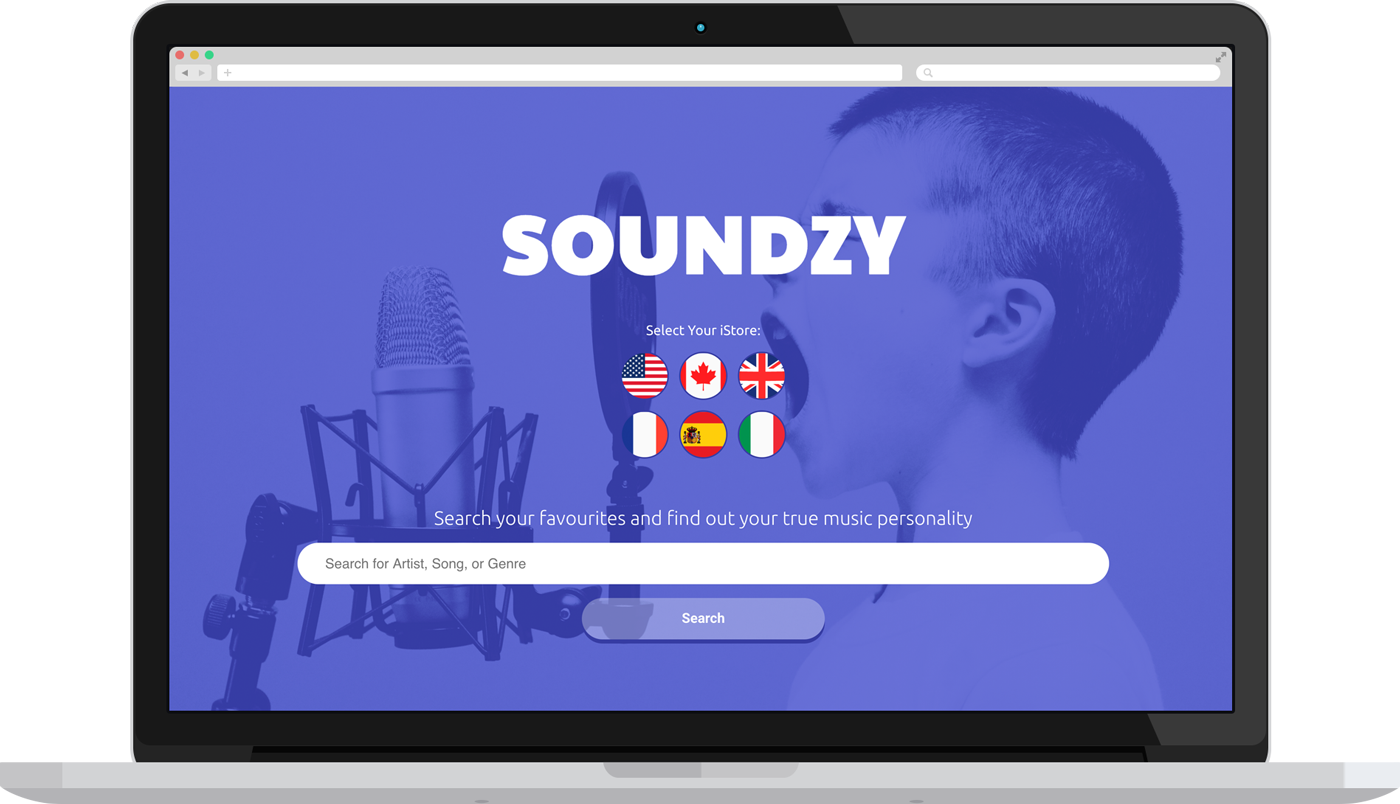 SOUNDZY
Select Your iStore:
Search your favourites and find out your true music personality
Search for Artist, Song, or Genre
Search